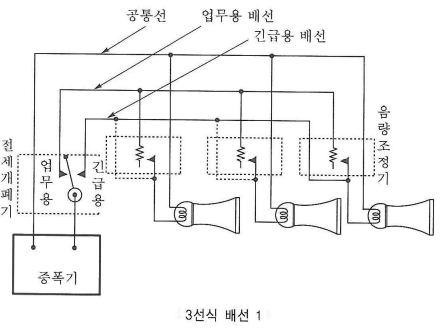 공통선
업무용 배선
긴급용 배선
음량조정기
전세개폐기
업무용
긴급용
증폭기
3선식 배선 1